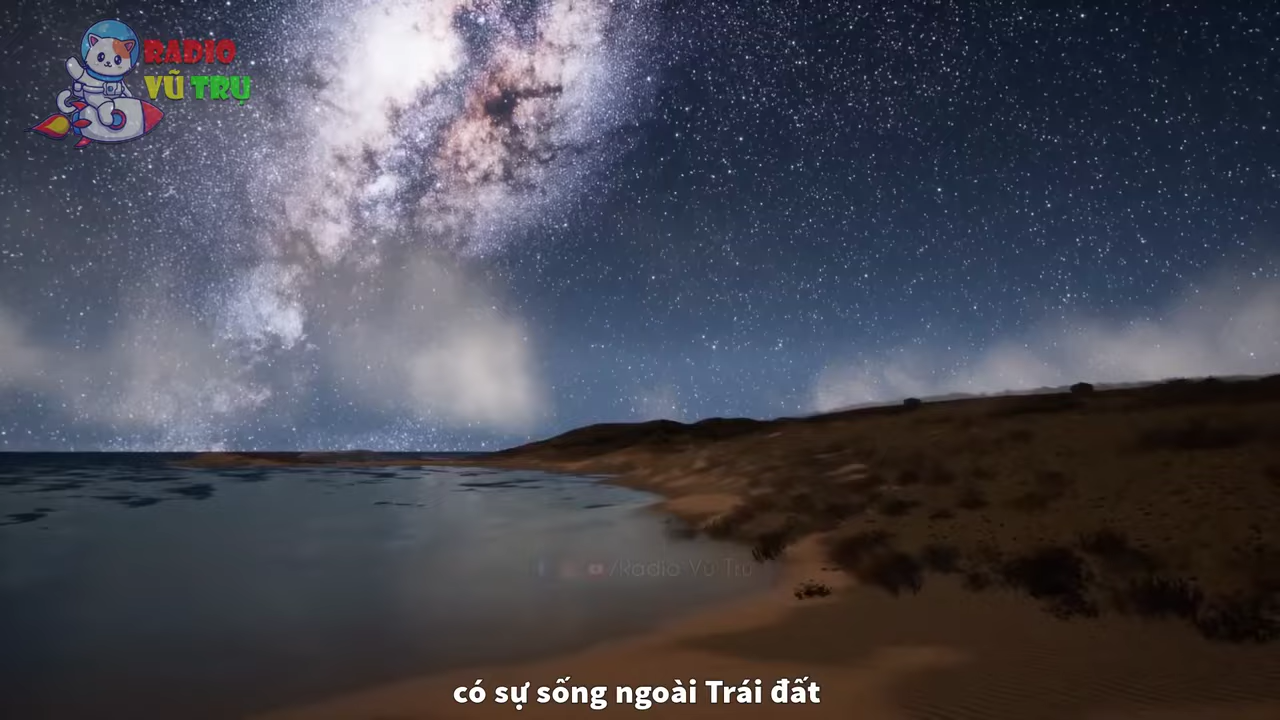 RADIO
VŨ TRỤ
/Radio Vũ Trụ
có sự sống ngoài Trái đất